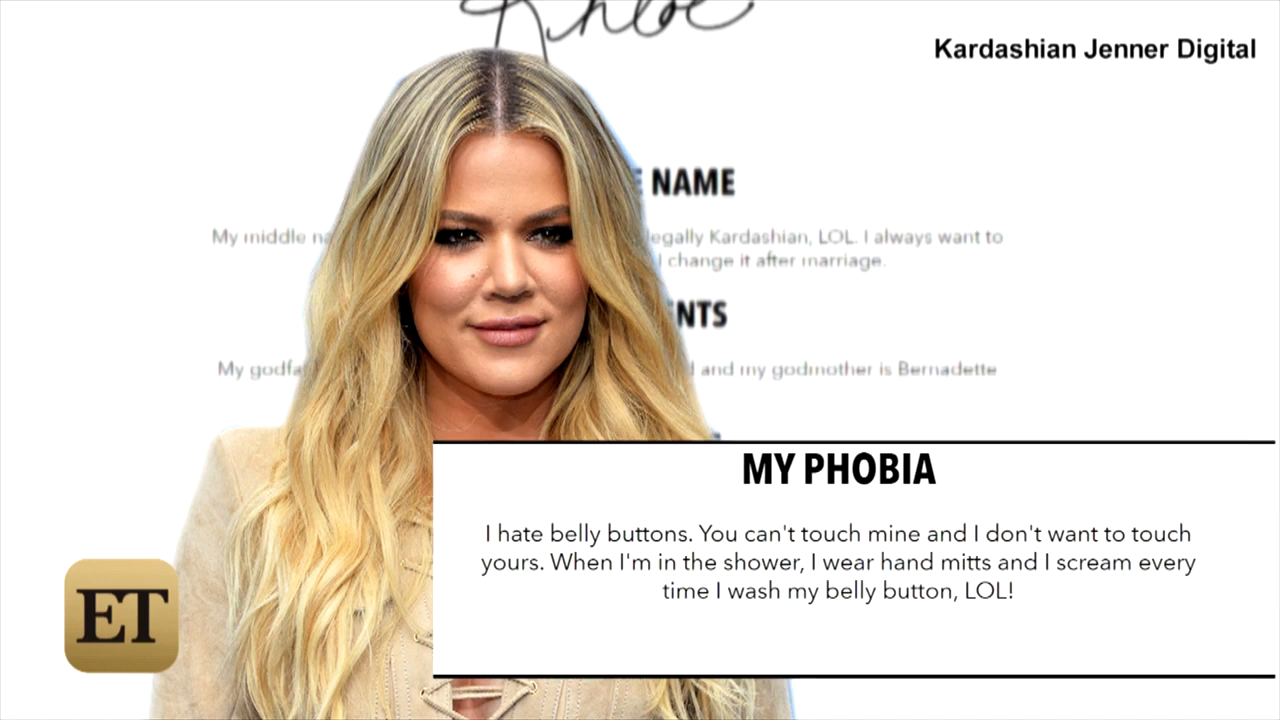 Khloé
Kardashian Jenner Digital
NAME
My middle legally Kardashian, LOL. I always want to
I change it after marriage.
My and my godmother is Bernadette
MY PHOBIA
I hate belly buttons. You can't touch mine and I don't want to touch
yours. When I'm in the shower, I wear hand mitts and I scream every
time I wash my belly button, LOL!
ET